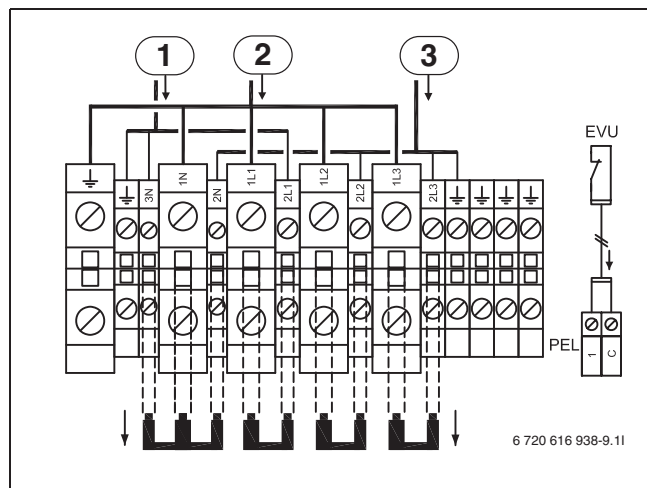 1 2 3
EVU
3N 1N 2N 1L1 2L1 1L2 2L2 1L3 2L3
PEL 1 C
6 720 616 938-9.1I